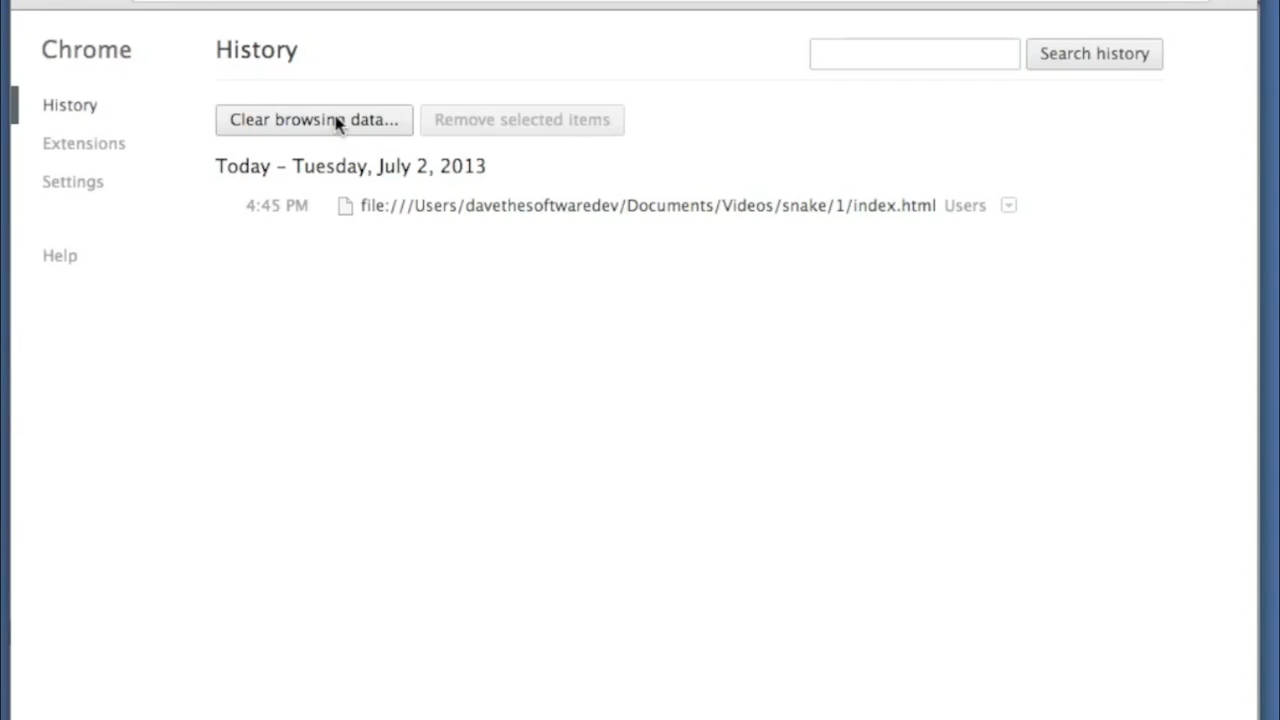 Chrome
History
Search history
History
Clear browsing data...
Remove selected items
Extensions
Today – Tuesday, July 2, 2013
Settings
4:45 PM file:///Users/davethesoftwaredev/Documents/Videos/snake/1/index.html Users
Help